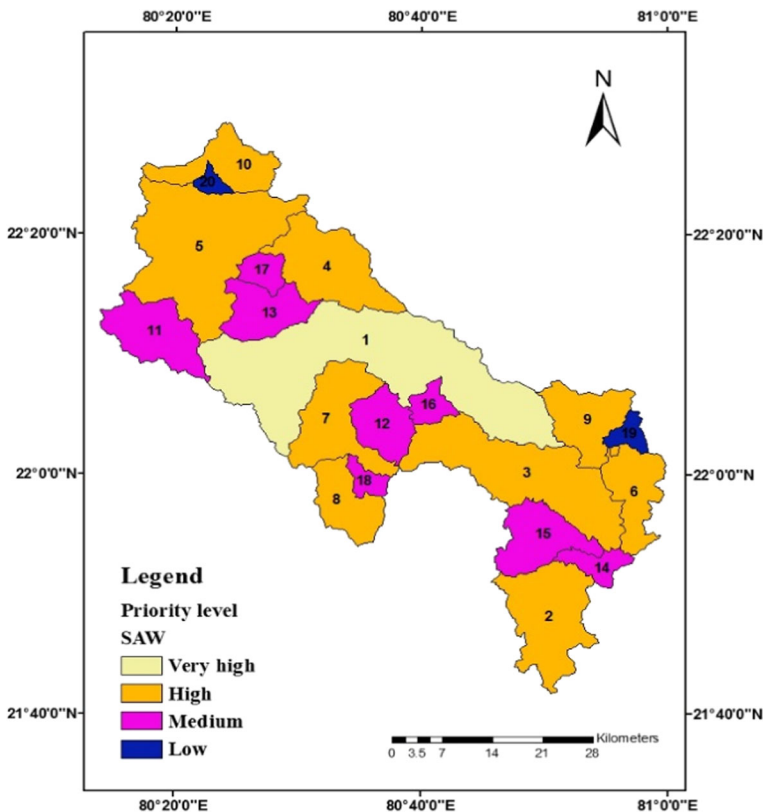 80°20'0"E 80°40'0"E 81°0'0"E
N
10
20
22°20'0"N 22°20'0"N
5
4
17
13
11
1
16
7
12
9
19
22°0'0"N 22°0'0"N
3
18
6
8
15
14
2
Legend
Priority level
SAW
Very high
High
Medium
Low
21°40'0"N 21°40'0"N
Kilometers
0 3.5 7 14 21 28
80°20'0"E 80°40'0"E 81°0'0"E